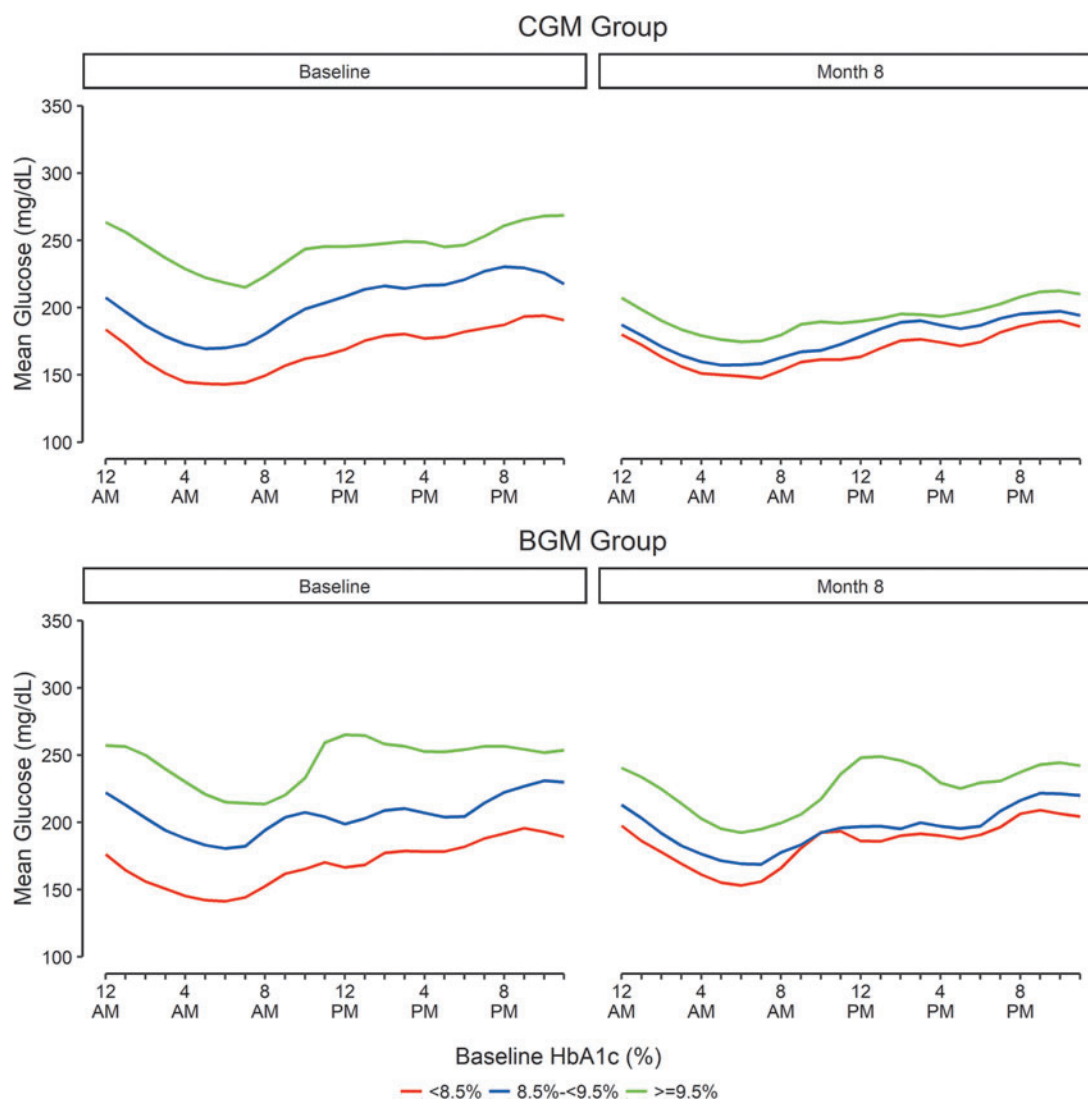 CGM Group
Baseline
Month 8
Mean Glucose (mg/dL)
350
300
250
200
150
100
12 4 8 12 4 8
AM AM AM PM PM PM
12 4 8 12 4 8
AM AM AM PM PM PM
BGM Group
Baseline
Month 8
Mean Glucose (mg/dL)
350
300
250
200
150
100
12 4 8 12 4 8
AM AM AM PM PM PM
12 4 8 12 4 8
AM AM AM PM PM PM
Baseline HbA1c (%)
<8.5% 8.5%-<9.5% >=9.5%